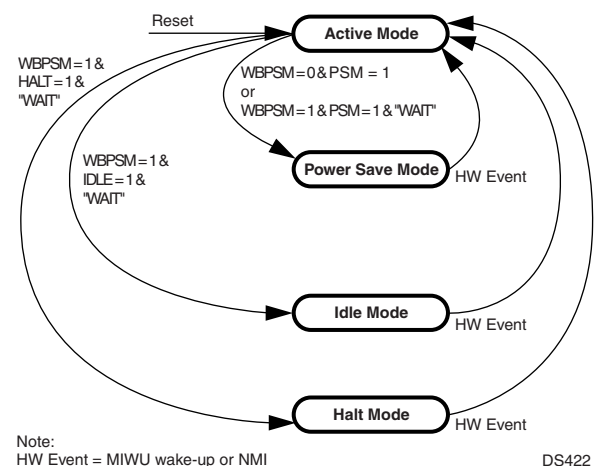 Reset
Active Mode
WBPSM=1&
HALT=1&
"WAIT"
WBPSM=0&PSM = 1
or
WBPSM=1&PSM=1&"WAIT"
WBPSM=1&
IDLE=1&
"WAIT"
Power Save Mode
HW Event
Idle Mode
HW Event
Halt Mode
HW Event
Note:
HW Event = MIWU wake-up or NMI
DS422